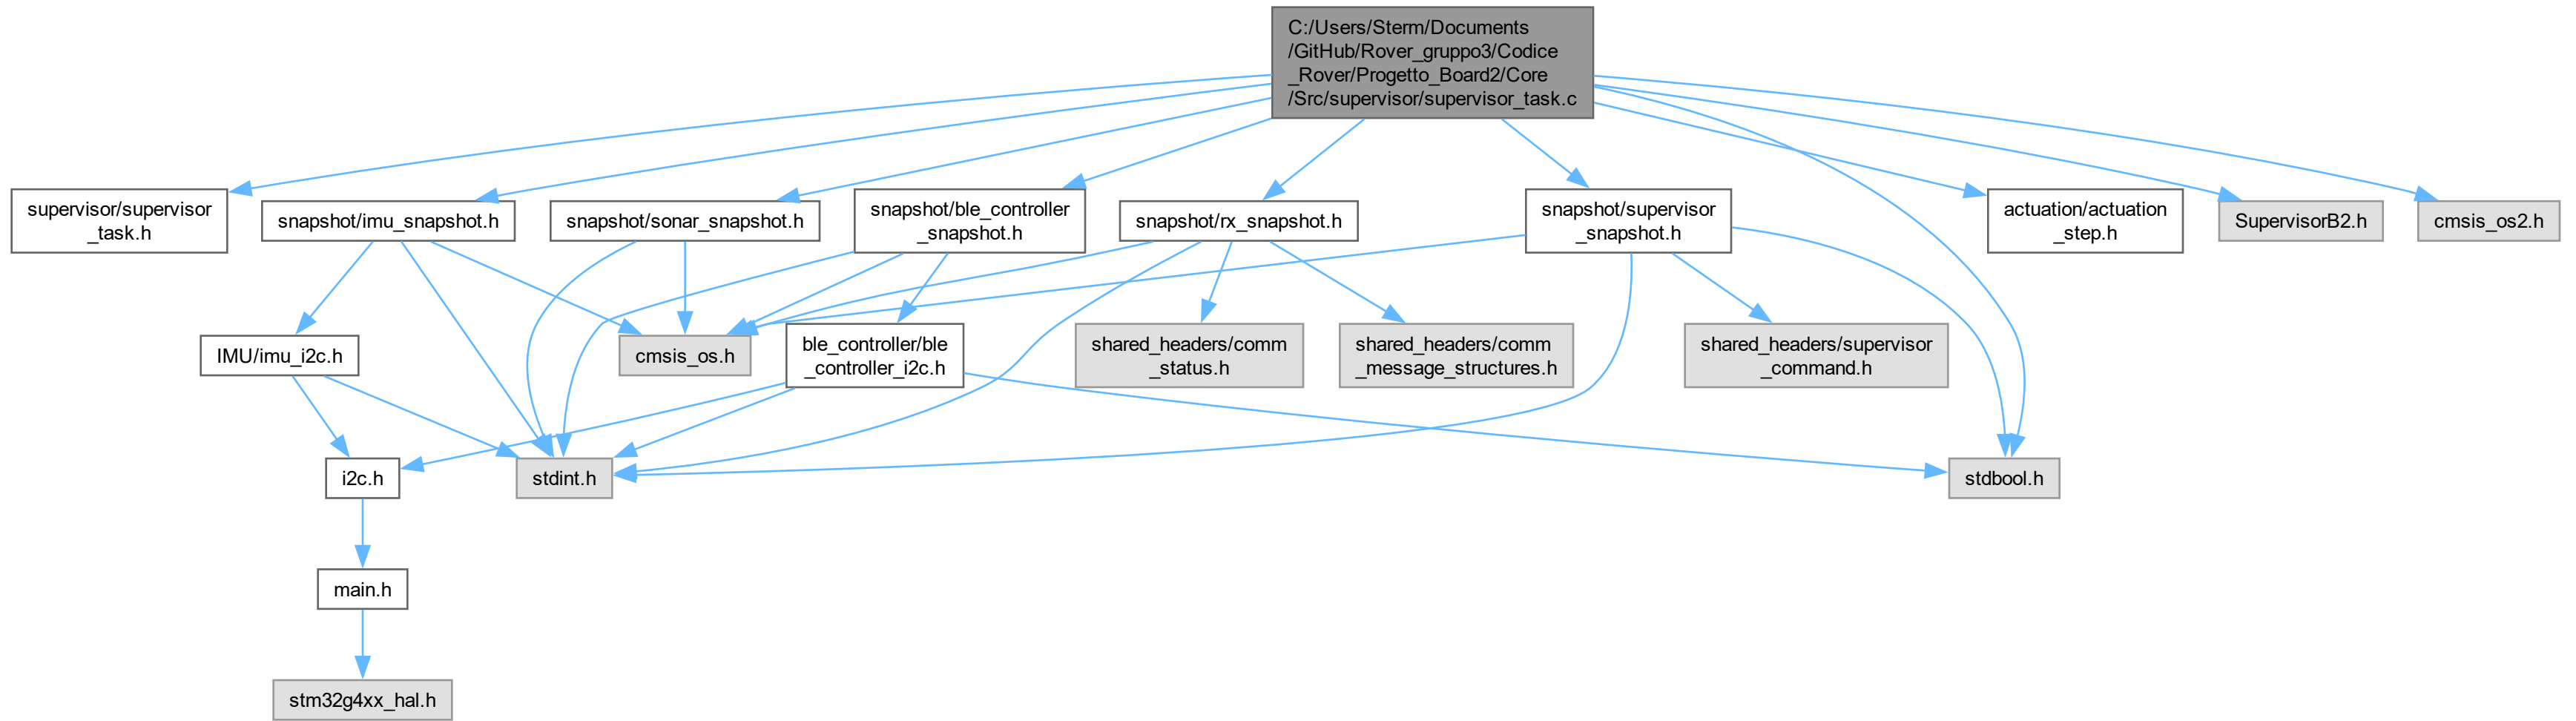 C:/Users/Sterm/Documents
/GitHub/Rover_gruppo3/Codice
_Rover/Progetto_Board2/Core
/Src/supervisor/supervisor_task.c
supervisor/supervisor
_task.h
snapshot/imu_snapshot.h
snapshot/sonar_snapshot.h
snapshot/ble_controller
_snapshot.h
snapshot/rx_snapshot.h
snapshot/supervisor
_snapshot.h
actuation/actuation
_step.h
SupervisorB2.h
cmsis_os2.h
IMU/imu_i2c.h
cmsis_os.h
ble_controller/ble
_controller_i2c.h
shared_headers/comm
_status.h
shared_headers/comm
_message_structures.h
shared_headers/supervisor
_command.h
i2c.h
stdint.h
stdbool.h
main.h
stm32g4xx_hal.h